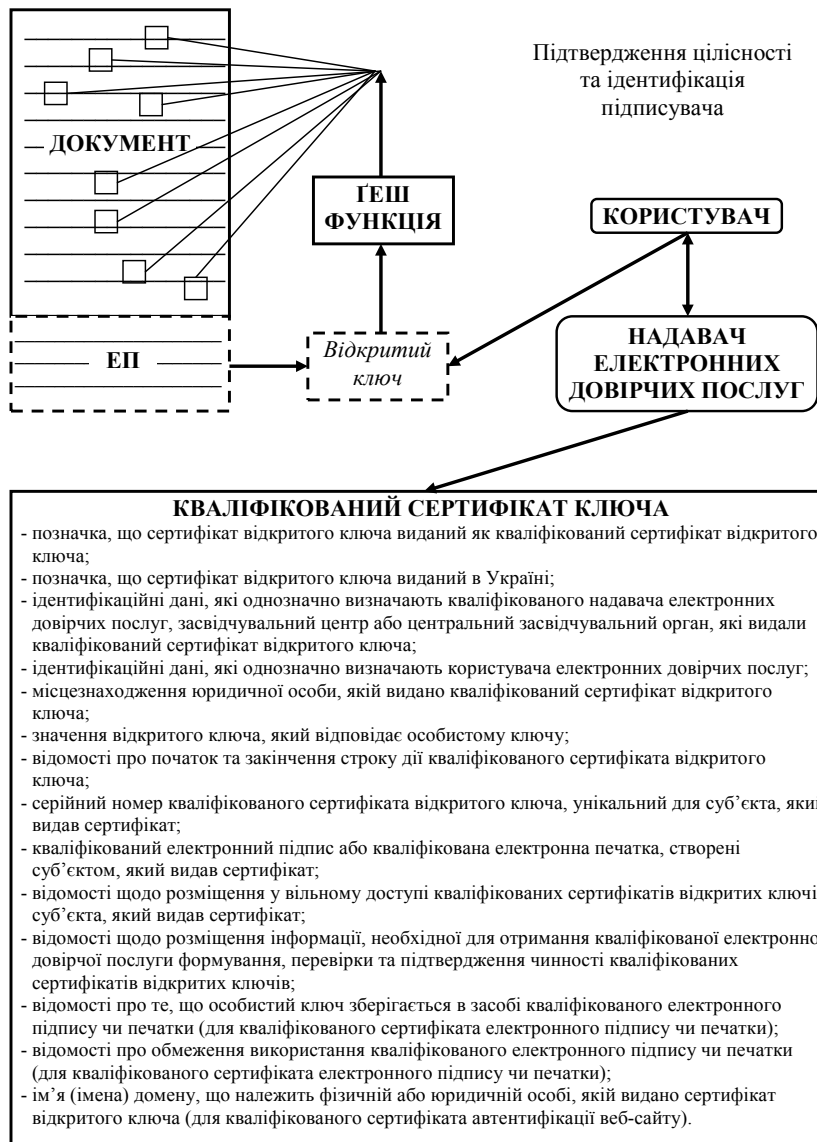 Підтвердження цілісності
та ідентифікація
підписувача
ДОКУМЕНТ
ҐЕШ
ФУНКЦІЯ
КОРИСТУВАЧ
ЕП
Відкритий
ключ
НАДАВАЧ
ЕЛЕКТРОННИХ
ДОВІРЧИХ ПОСЛУГ
КВАЛІФІКОВАНИЙ СЕРТИФІКАТ КЛЮЧА
- позначка, що сертифікат відкритого ключа виданий як кваліфікований сертифікат відкритого
ключа;
- позначка, що сертифікат відкритого ключа виданий в Україні;
- ідентифікаційні дані, які однозначно визначають кваліфікованого надавача електронних
довірчих послуг, засвідчувальний центр або центральний засвідчувальний орган, які видали
кваліфікований сертифікат відкритого ключа;
- ідентифікаційні дані, які однозначно визначають користувача електронних довірчих послуг;
- місцезнаходження юридичної особи, якій видано кваліфікований сертифікат відкритого
ключа;
- значення відкритого ключа, який відповідає особистому ключу;
- відомості про початок та закінчення строку дії кваліфікованого сертифіката відкритого
ключа;
- серійний номер кваліфікованого сертифіката відкритого ключа, унікальний для суб’єкта, який
видав сертифікат;
- кваліфікований електронний підпис або кваліфікована електронна печатка, створені
суб’єктом, який видав сертифікат;
- відомості щодо розміщення у вільному доступі кваліфікованих сертифікатів відкритих ключі
суб’єкта, який видав сертифікат;
- відомості щодо розміщення інформації, необхідної для отримання кваліфікованої електронно
довірчої послуги формування, перевірки та підтвердження чинності кваліфікованих
сертифікатів відкритих ключів;
- відомості про те, що особистий ключ зберігається в засобі кваліфікованого електронного
підпису чи печатки (для кваліфікованого сертифіката електронного підпису чи печатки);
- відомості про обмеження використання кваліфікованого електронного підпису чи печатки
(для кваліфікованого сертифіката електронного підпису чи печатки);
- ім’я (імена) домену, що належить фізичній або юридичній особі, якій видано сертифікат
відкритого ключа (для кваліфікованого сертифіката автентифікації веб-сайту).